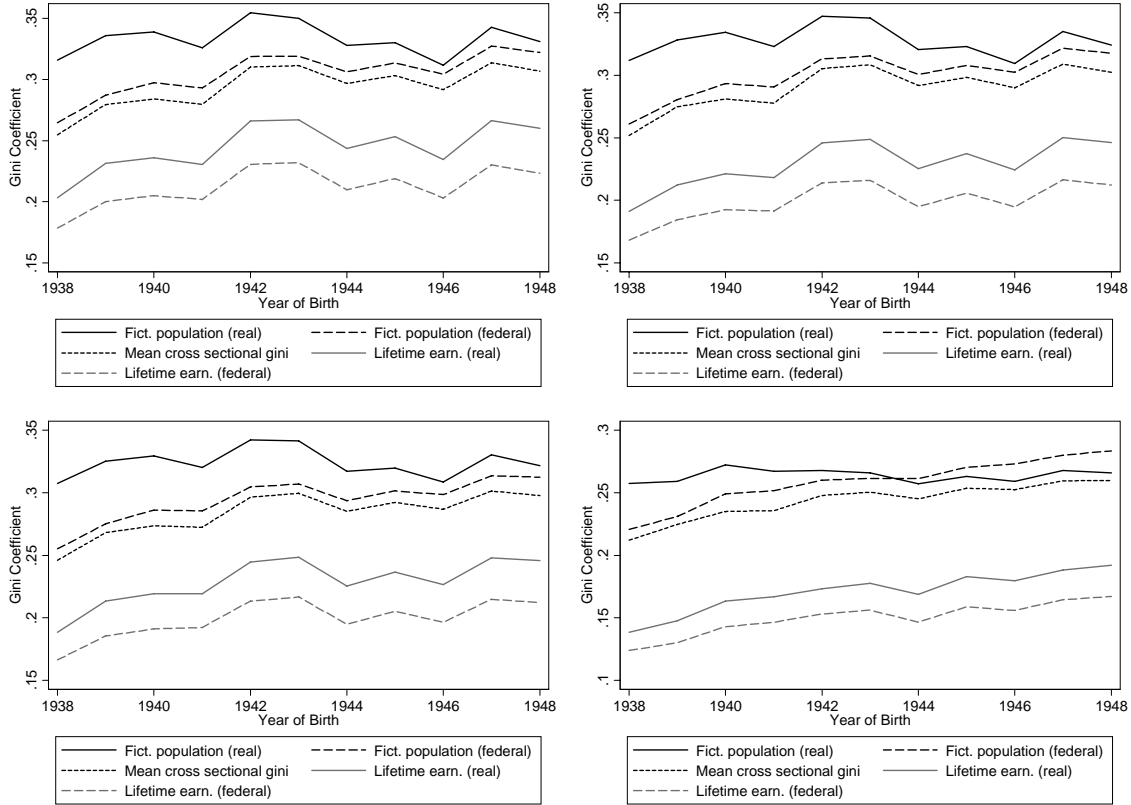 .35
.3
.25
.2
.15
Gini Coefficient
1938 1940 1942 1944 1946 1948
Year of Birth
Fict. population (real) Fict. population (federal)
Mean cross sectional gini Lifetime earn. (real)
Lifetime earn. (federal)
.35
.3
.25
.2
.15
Gini Coefficient
1938 1940 1942 1944 1946 1948
Year of Birth
Fict. population (real) Fict. population (federal)
Mean cross sectional gini Lifetime earn. (real)
Lifetime earn. (federal)
.35
.3
.25
.2
.15
Gini Coefficient
1938 1940 1942 1944 1946 1948
Year of Birth
Fict. population (real) Fict. population (federal)
Mean cross sectional gini Lifetime earn. (real)
Lifetime earn. (federal)
.3
.25
.2
.15
.1
Gini Coefficient
1938 1940 1942 1944 1946 1948
Year of Birth
Fict. population (real) Fict. population (federal)
Mean cross sectional gini Lifetime earn. (real)
Lifetime earn. (federal)